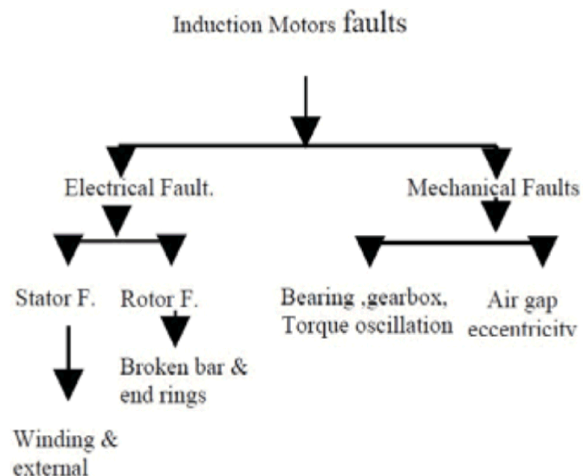 Induction Motors faults
Electrical Fault.
Mechanical Faults
Stator F.
Rotor F.
Bearing ,gearbox,
Torque oscillation
Air gap
eccentricity
Broken bar &
end rings
Winding &
external